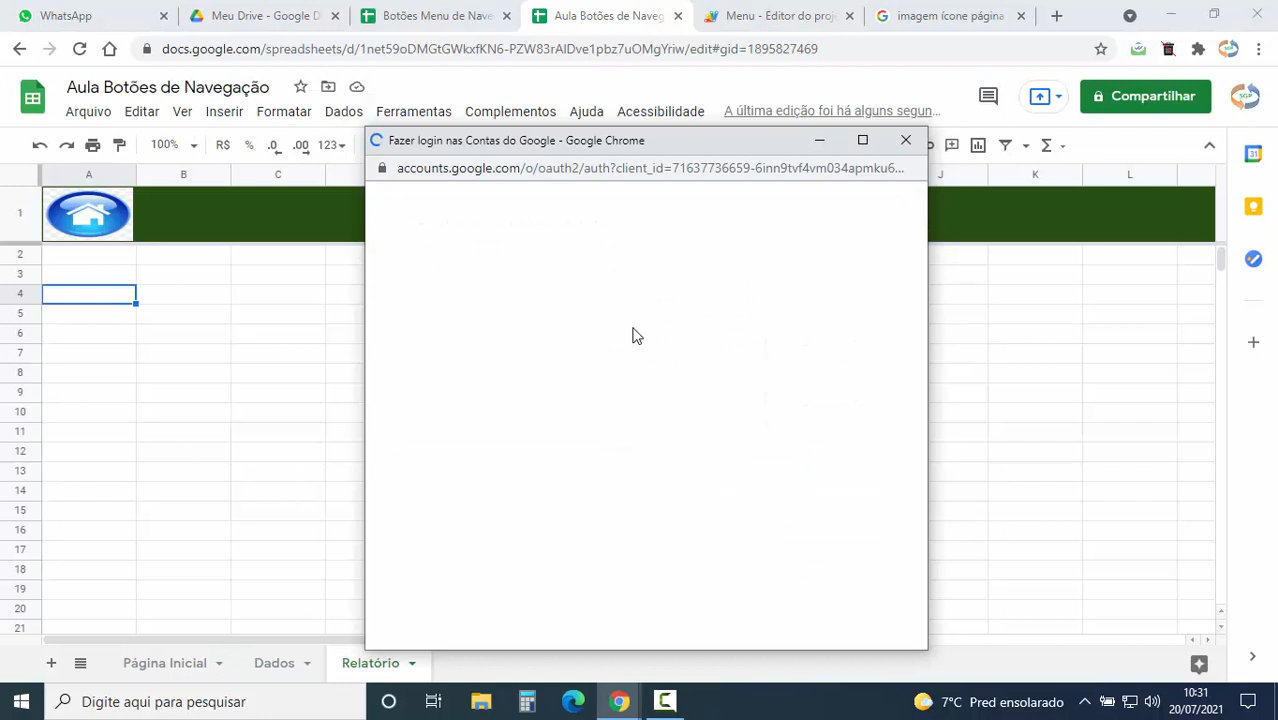 WhatsApp
Meu Drive - Google D
Botões Menu de Nave
Aula Botões de Naveg
Menu - Editor do proj
imagem ícone página
docs.google.com/spreadsheets/d/1net59oDMGtGWkxfKN6-PZW83rAIDve1pbz7uOMgYriw/edit#gid=1895827469
Aula Botões de Navegação
Compartilhar
Arquivo Editar Ver Inserir Formatar Dados Ferramentas Complementos Ajuda Acessibilidade A última edição foi há alguns segun...
100% R$ % .0 .00 123 Σ
Fazer login nas Contas do Google - Google Chrome
accounts.google.com/o/oauth2/auth?client_id=71637736659-6inn9tvf4vm034apmku6...
A B C J K L
1
2
3
4
5
6
7
8
9
10
11
12
13
14
15
16
17
18
19
20
21
Página Inicial Dados Relatório
Digite aqui para pesquisar
7°C Pred ensolarado
10:31
20/07/2021